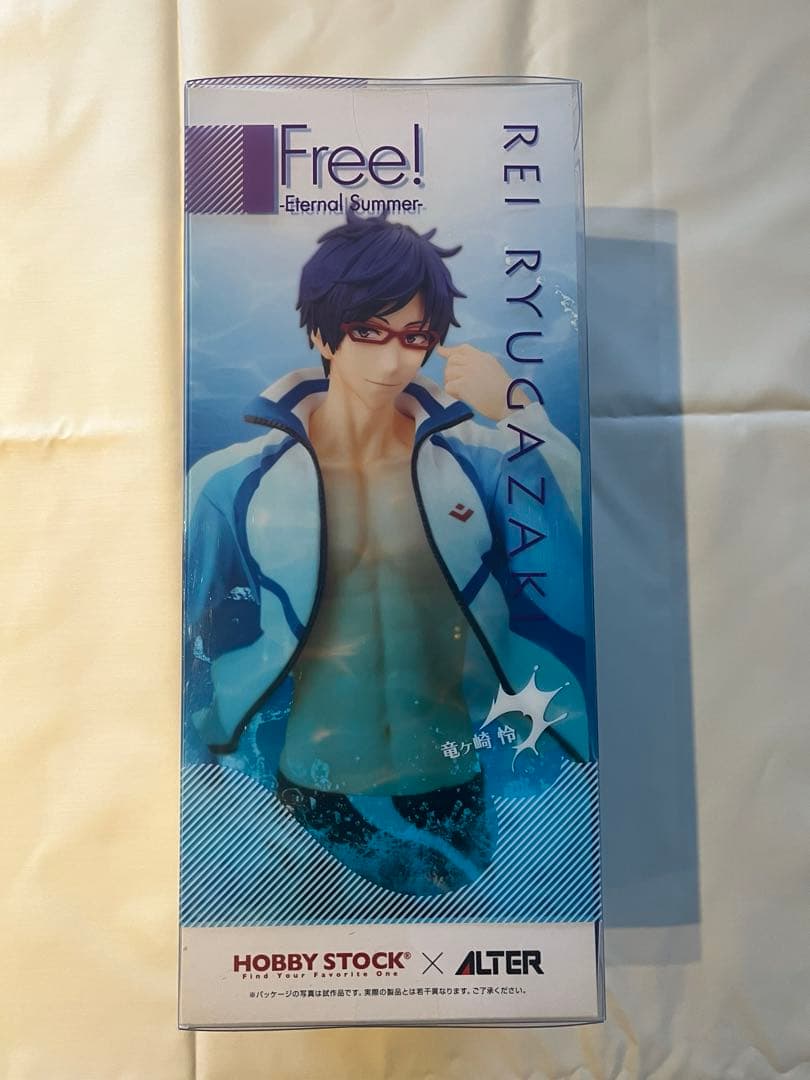 Free!
-Eternal Summer-
REI RYUGAZAKI
竜ヶ崎 怜
HOBBY STOCK® × ALTER
Find Your Favorite One
※パッケージの写真は試作品です。実際の製品とは若干異なります。ご了承ください。